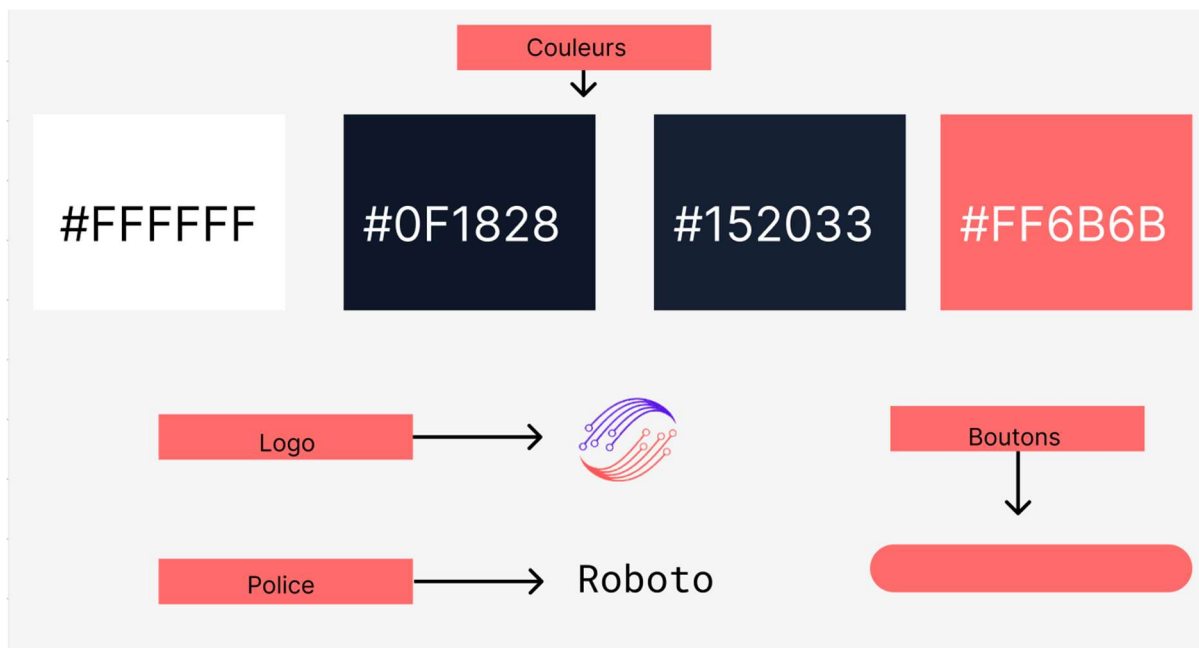 Couleurs
#FFFFFF
#0F1828
#152033
#FF6B6B
Logo
Boutons
Police
Roboto